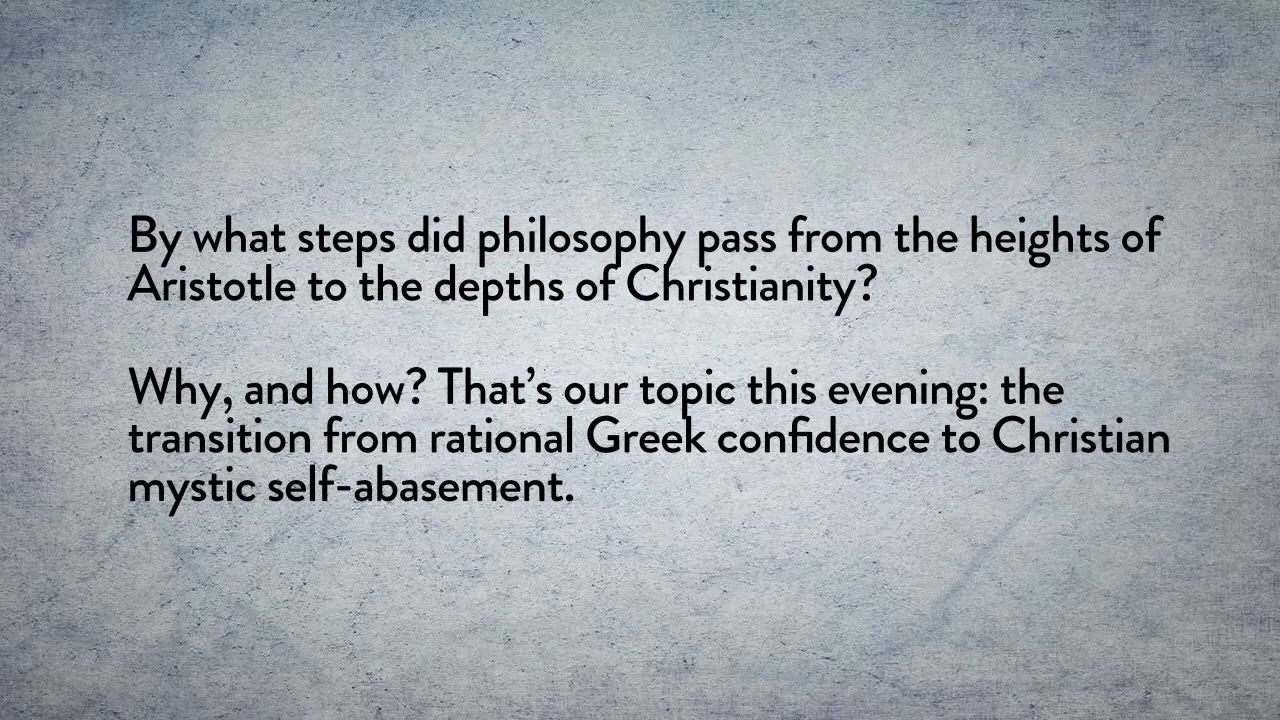 By what steps did philosophy pass from the heights of
Aristotle to the depths of Christianity?
Why, and how? That’s our topic this evening: the
transition from rational Greek confidence to Christian
mystic self-abasement.